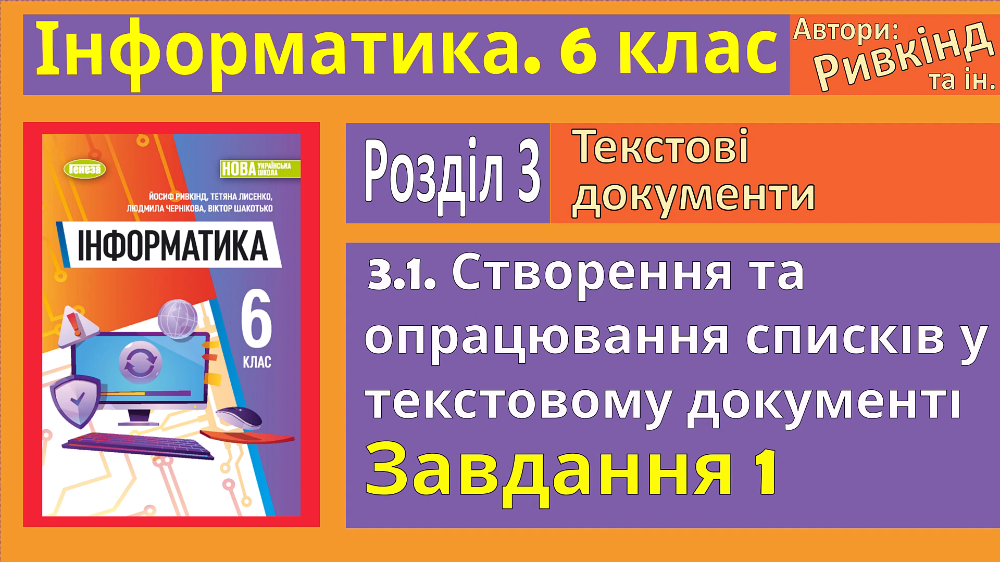 Інформатика. 6 клас
Автори:
Ривкінд
та ін.
Генеза
НОВА УКРАЇНСЬКА ШКОЛА
ЙОСИФ РИВКІНД, ТЕТЯНА ЛИСЕНКО,
ЛЮДМИЛА ЧЕРНІКОВА, ВІКТОР ШАКОТЬКО
ІНФОРМАТИКА
6
КЛАС
Розділ 3
Текстові
документи
3.1. Створення та
опрацювання списків у
текстовому документі
Завдання 1